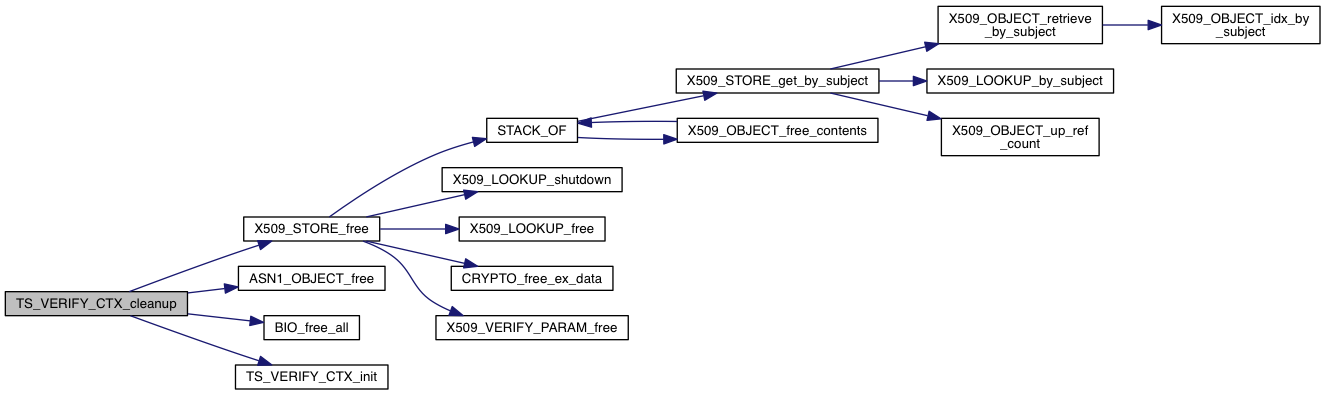 X509_OBJECT_retrieve
_by_subject
X509_OBJECT_idx_by
_subject
X509_STORE_get_by_subject
X509_LOOKUP_by_subject
STACK_OF
X509_OBJECT_free_contents
X509_OBJECT_up_ref
_count
X509_LOOKUP_shutdown
X509_STORE_free
X509_LOOKUP_free
ASN1_OBJECT_free
CRYPTO_free_ex_data
TS_VERIFY_CTX_cleanup
BIO_free_all
X509_VERIFY_PARAM_free
TS_VERIFY_CTX_init